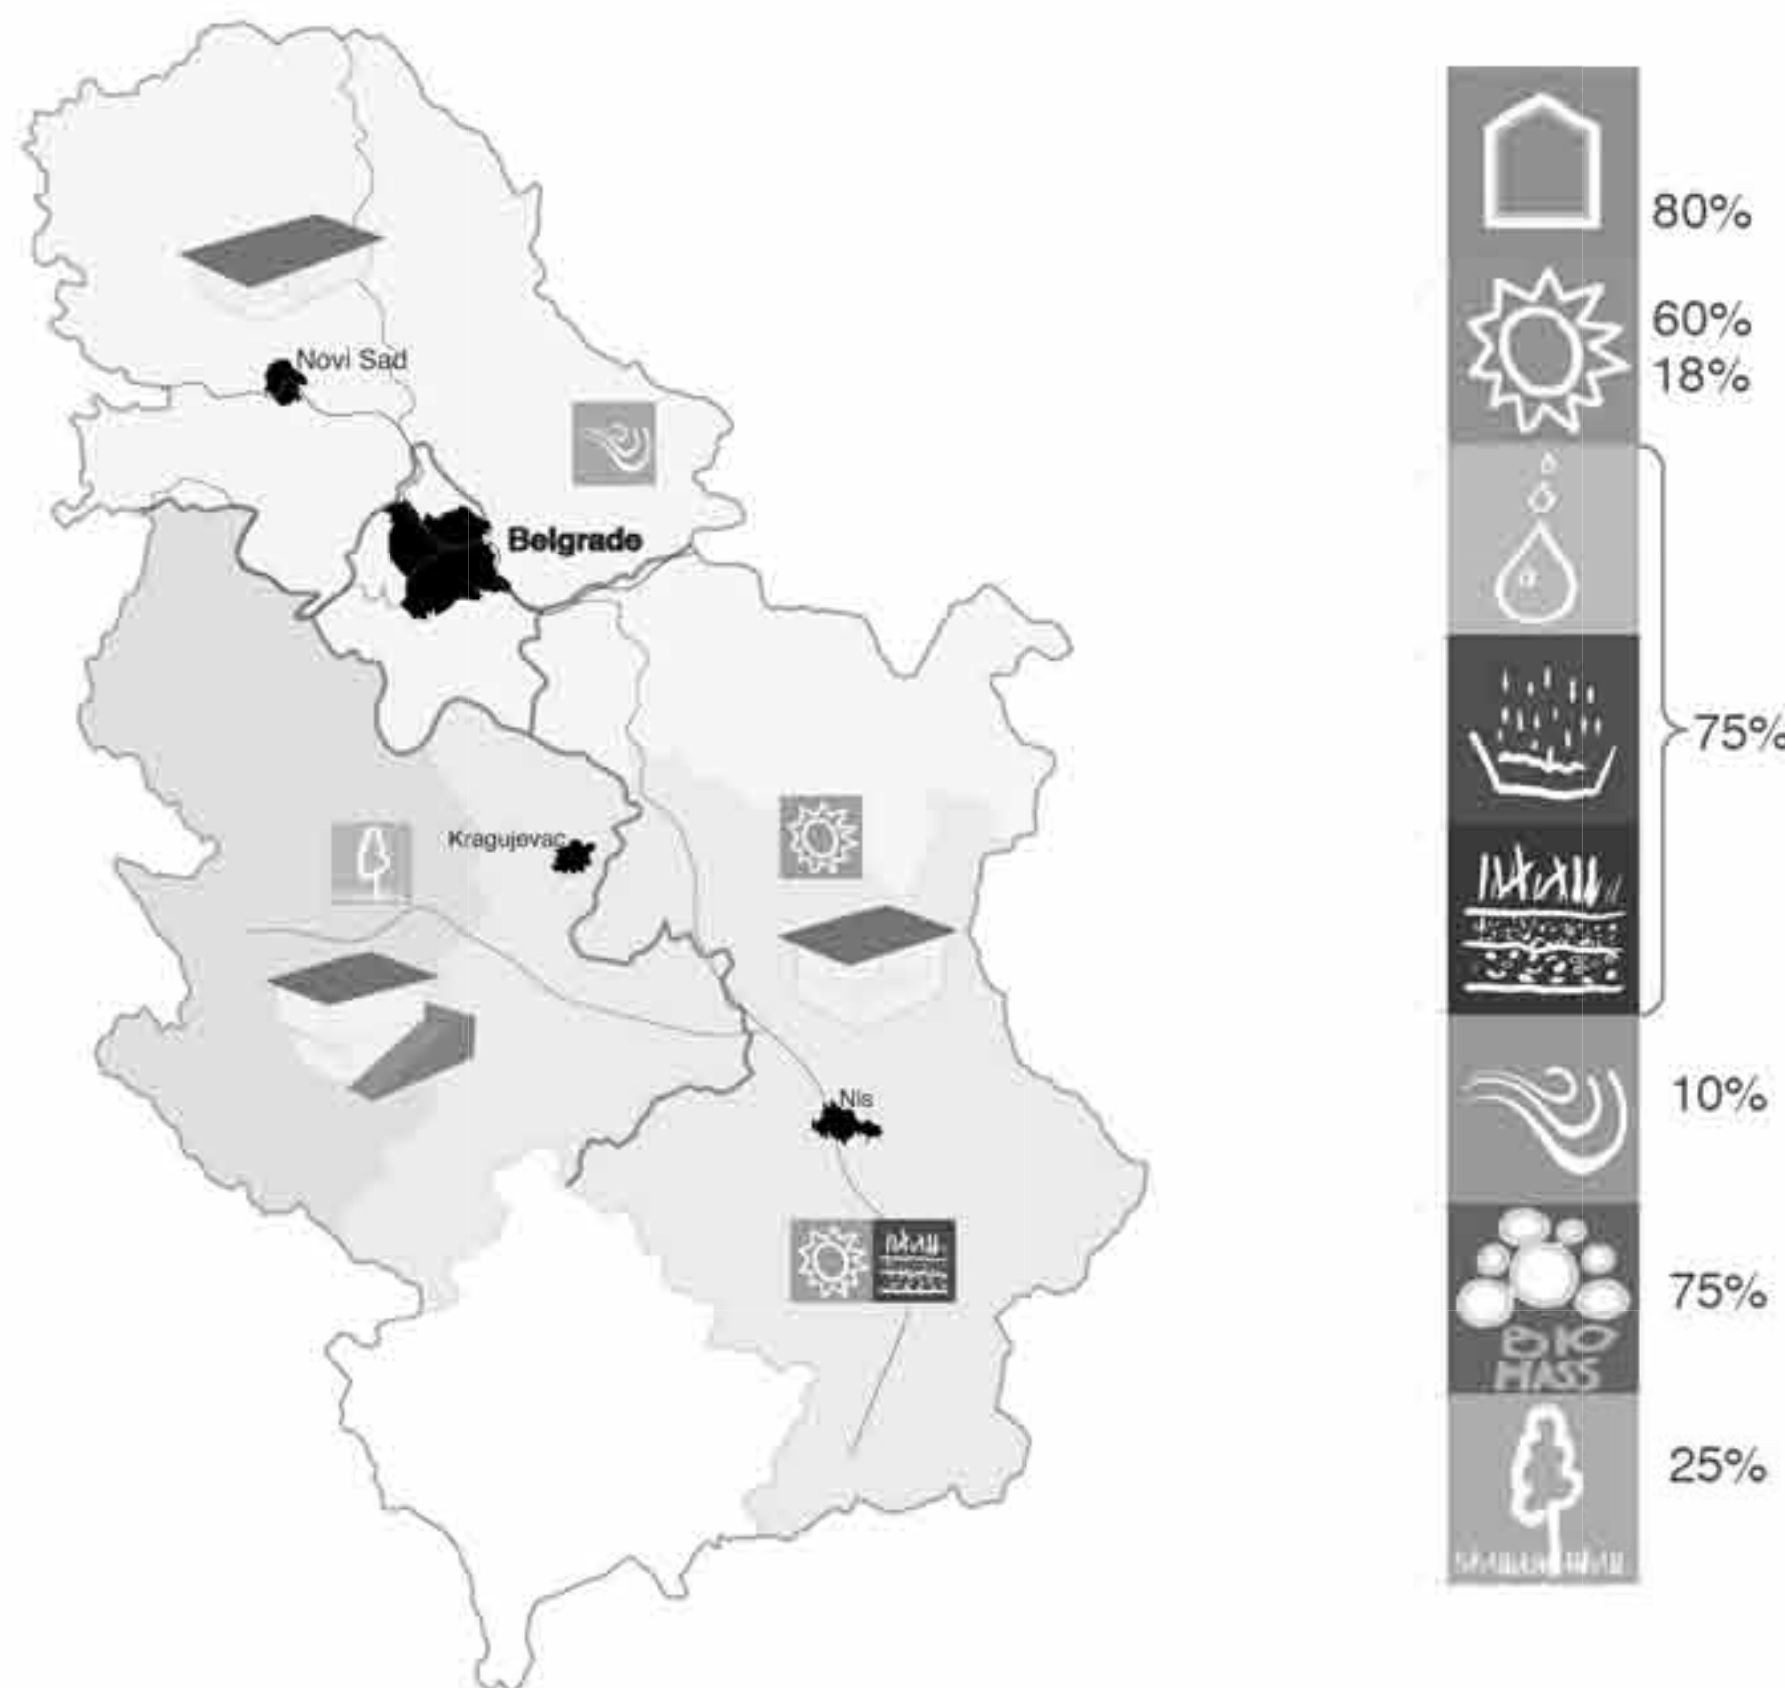 Novi Sad
Belgrade
Kragujevac
Nis
80%
60%
18%
75%
10%
75%
BIO
MASS
25%